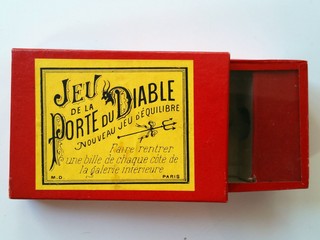 JEU
DE LA
PORTE DU DIABLE
NOUVEAU JEU D'ÉQUILIBRE
Faire rentrer
une bille de chaque côté de
la galerie intérieure
M.D. PARIS